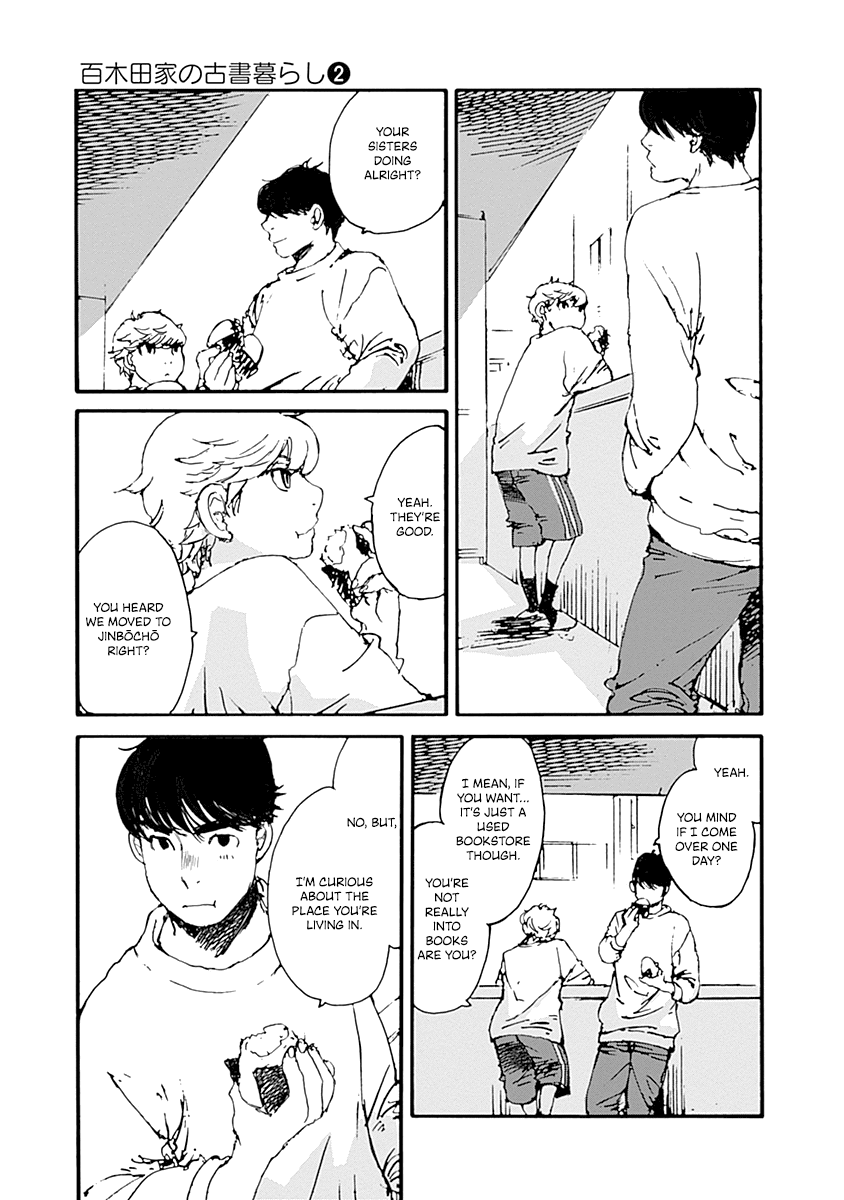 百木田家の古書暮らし❷
YOUR
SISTERS
DOING
ALRIGHT?
YEAH.
THEY'RE
GOOD.
YOU HEARD
WE MOVED TO
JINBŌCHŌ
RIGHT?
YEAH.
YOU MIND
IF I COME
OVER ONE
DAY?
I MEAN, IF
YOU WANT...
IT'S JUST A
USED
BOOKSTORE
THOUGH.
YOU'RE
NOT
REALLY
INTO
BOOKS
ARE YOU?
NO, BUT,
I'M CURIOUS
ABOUT THE
PLACE YOU'RE
LIVING IN.